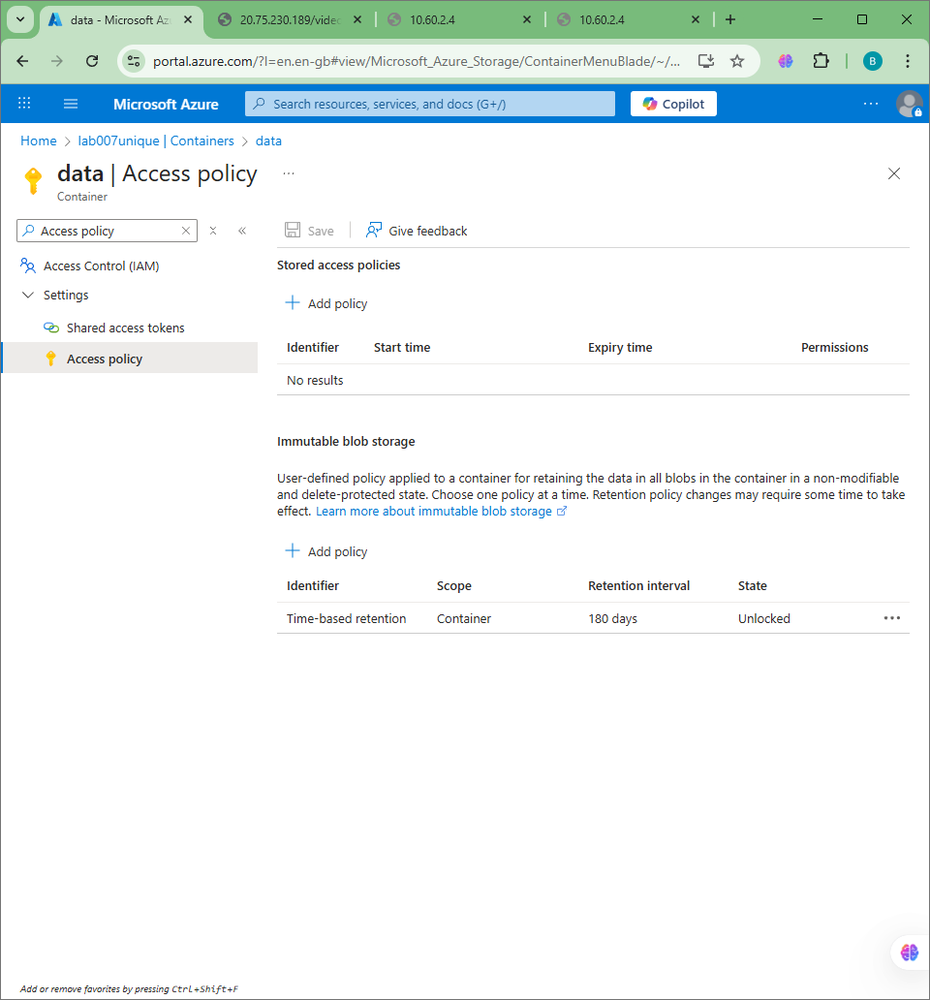 data - Microsoft Az
20.75.230.189/video
10.60.2.4
10.60.2.4
portal.azure.com/?l=en.en-gb#view/Microsoft_Azure_Storage/ContainerMenuBlade/~/...
B
Microsoft Azure
Search resources, services, and docs (G+/)
Copilot
Home > lab007unique | Containers > data
data | Access policy
Container
Access policy
Save
Give feedback
Access Control (IAM)
Settings
Shared access tokens
Access policy
Stored access policies
Add policy
Identifier Start time Expiry time Permissions
No results
Immutable blob storage
User-defined policy applied to a container for retaining the data in all blobs in the container in a non-modifiable
and delete-protected state. Choose one policy at a time. Retention policy changes may require some time to take
effect. Learn more about immutable blob storage
Add policy
Identifier Scope Retention interval State
Time-based retention Container 180 days Unlocked
Add or remove favorites by pressing Ctrl+Shift+F